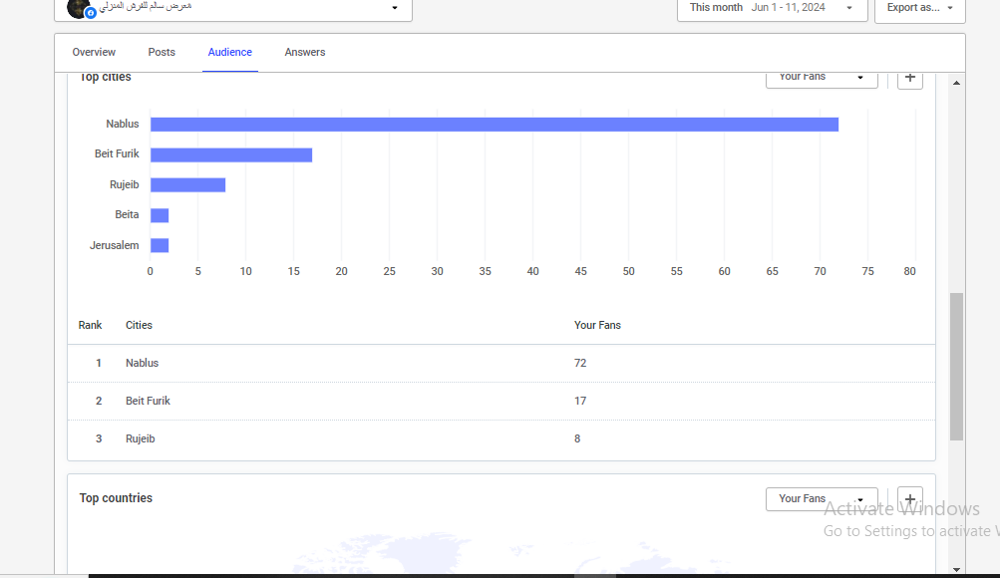 معرض سالم للفرش المنزلي
This month Jun 1 - 11, 2024
Export as...
Overview Posts Audience Answers
Top cities
Your Fans
Nablus
Beit Furik
Rujeib
Beita
Jerusalem
0 5 10 15 20 25 30 35 40 45 50 55 60 65 70 75 80
Rank Cities Your Fans
1 Nablus 72
2 Beit Furik 17
3 Rujeib 8
Top countries
Your Fans
Activate Windows
Go to Settings to activate W